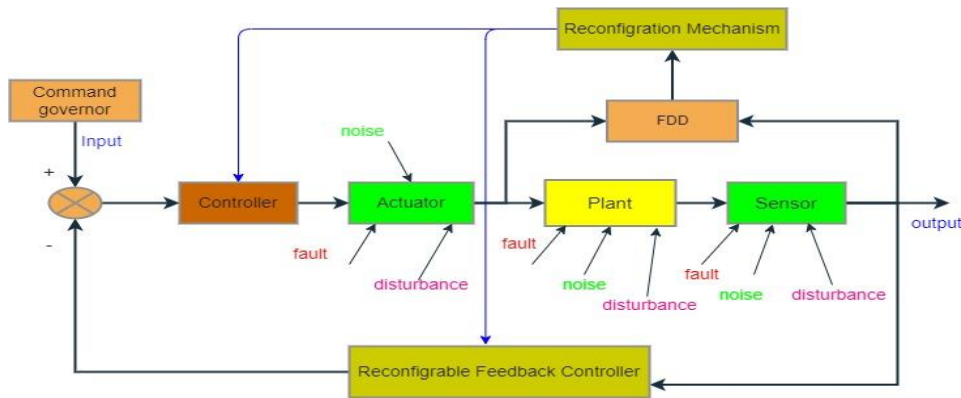 Reconfigration Mechanism
Command
governor
FDD
noise
Input
+
Controller
Actuator
Plant
Sensor
-
output
fault
fault
fault
disturbance
noise
noise
disturbance
disturbance
Reconfigrable Feedback Controller